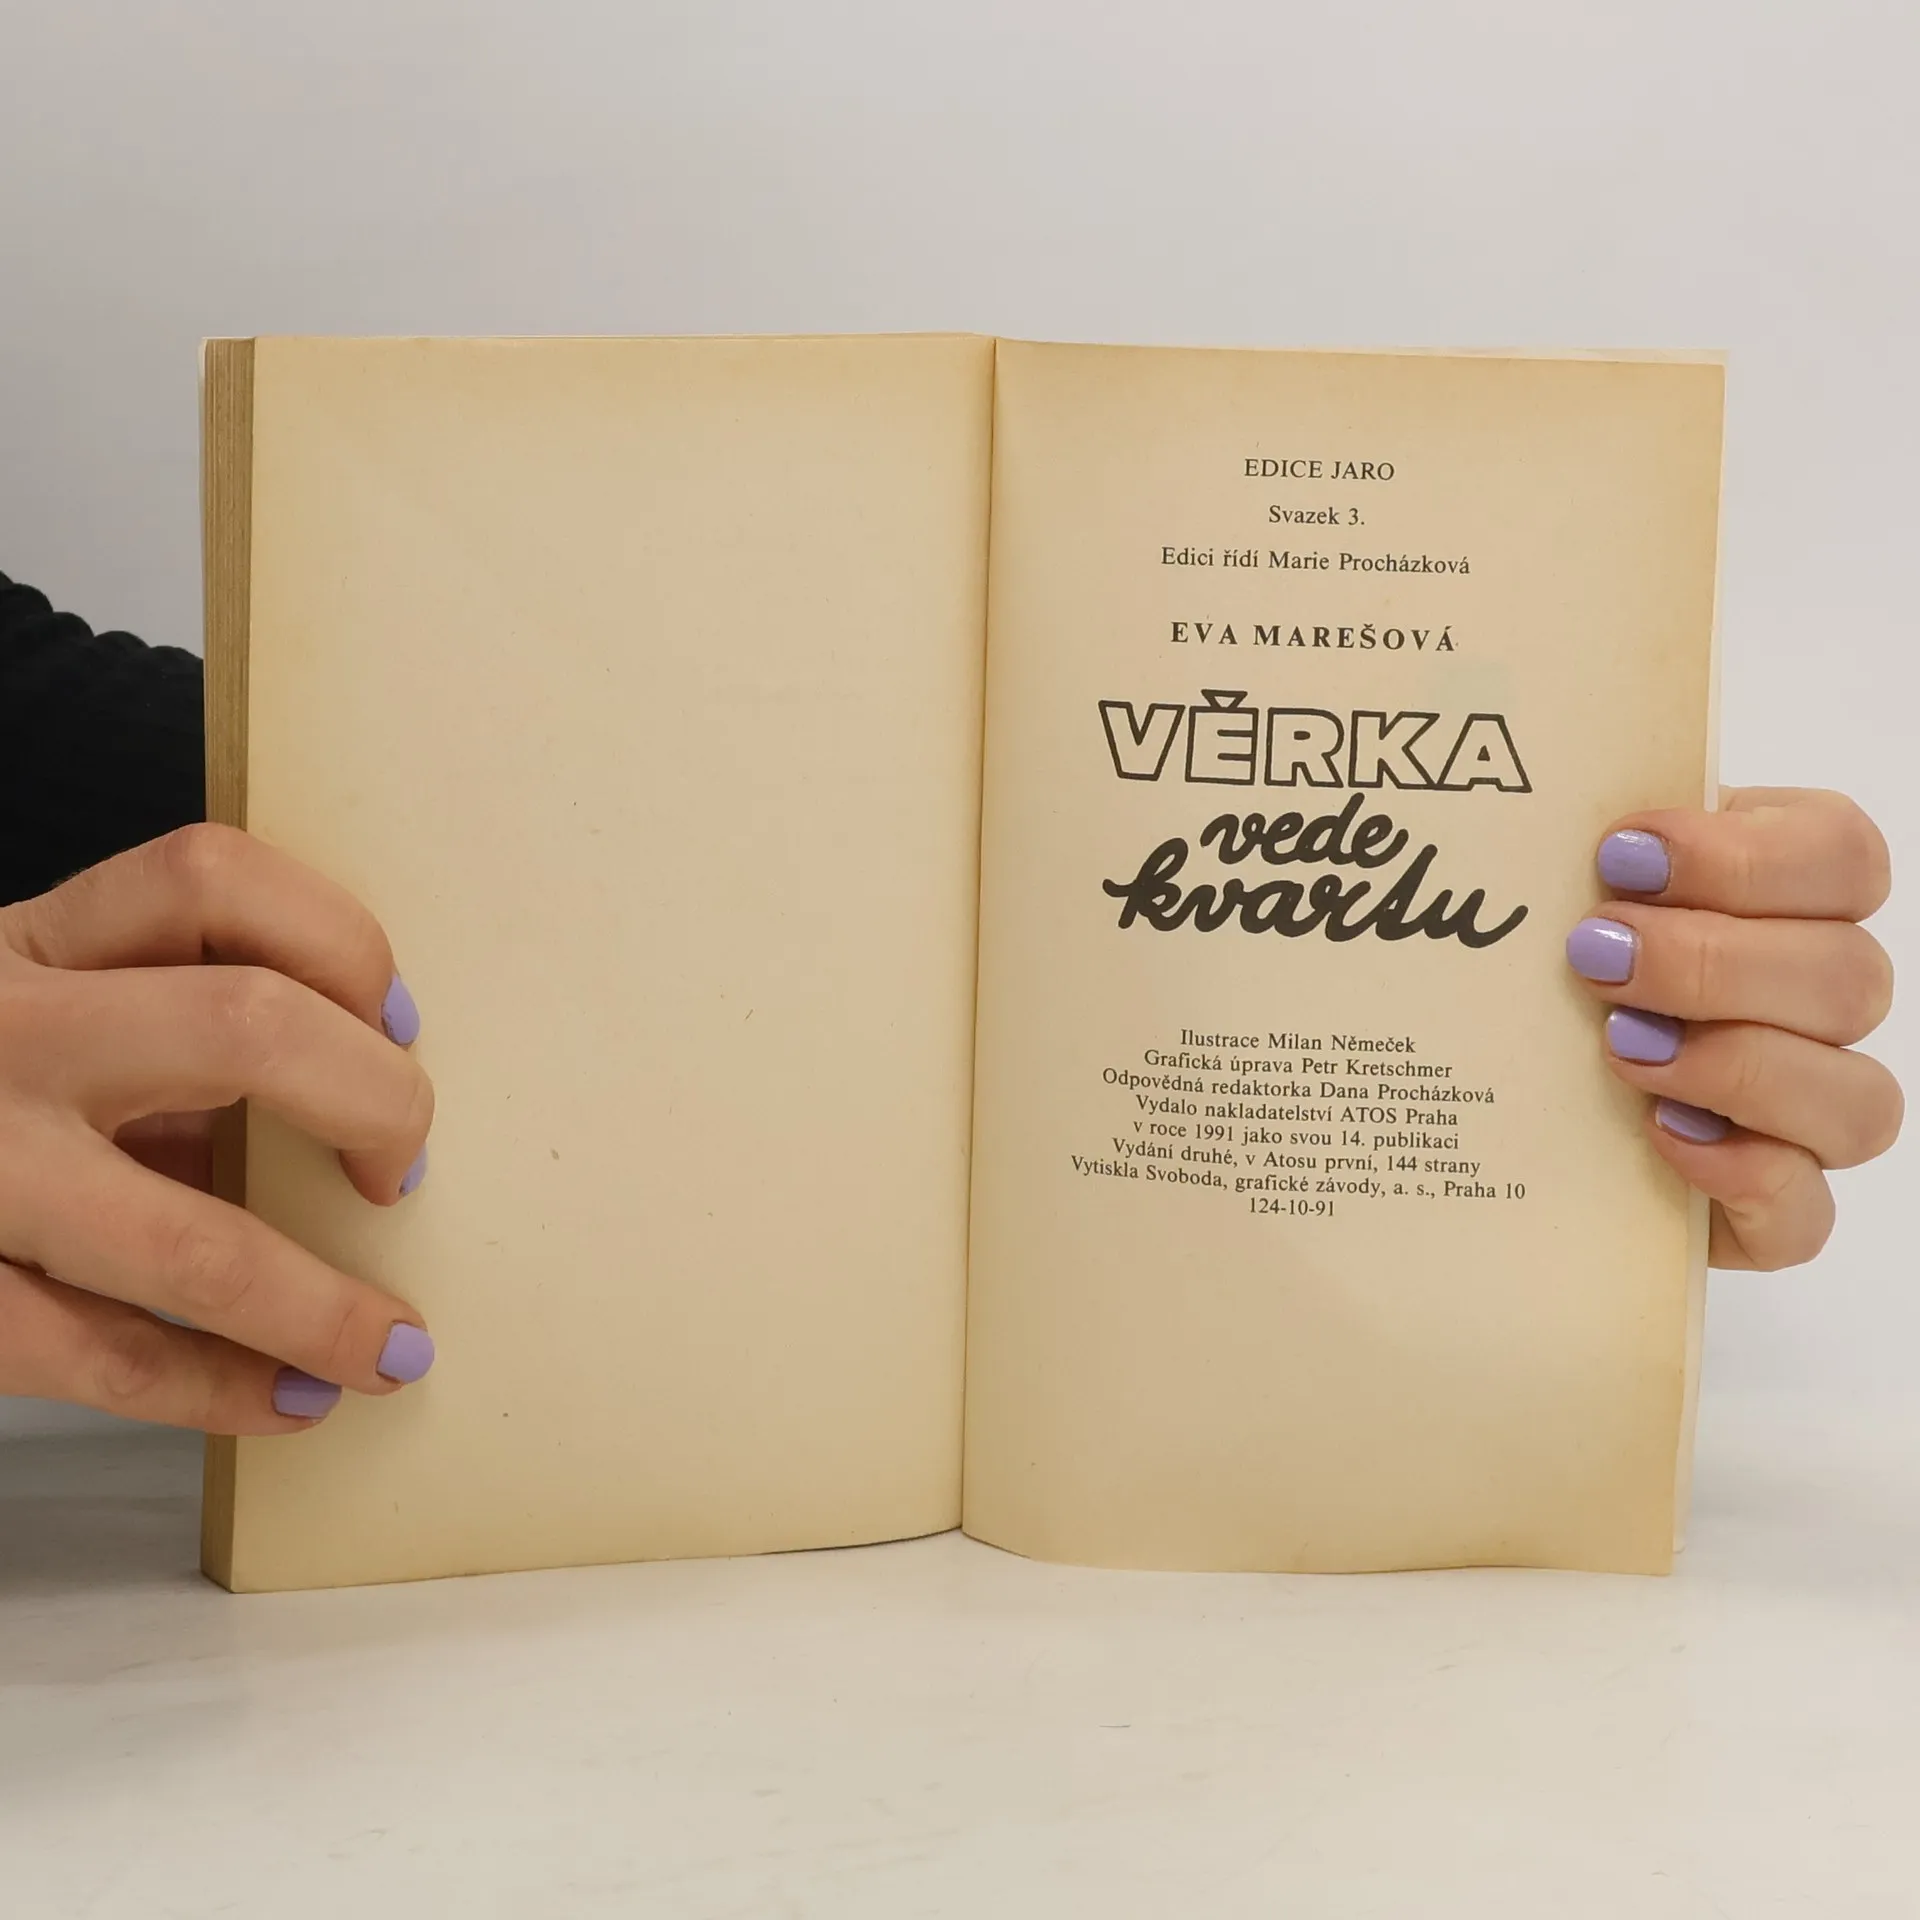 EDICE JARO
Svazek 3.
Edici řídí Marie Procházková
EVA MAREŠOVÁ
VĚRKA
vede
kvartu
Ilustrace Milan Němeček
Grafická úprava Petr Kretschmer
Odpovědná redaktorka Dana Procházková
Vydalo nakladatelství ATOS Praha
v roce 1991 jako svou 14. publikaci
Vydání druhé, v Atosu první, 144 strany
Vytiskla Svoboda, grafické závody, a. s., Praha 10
124-10-91